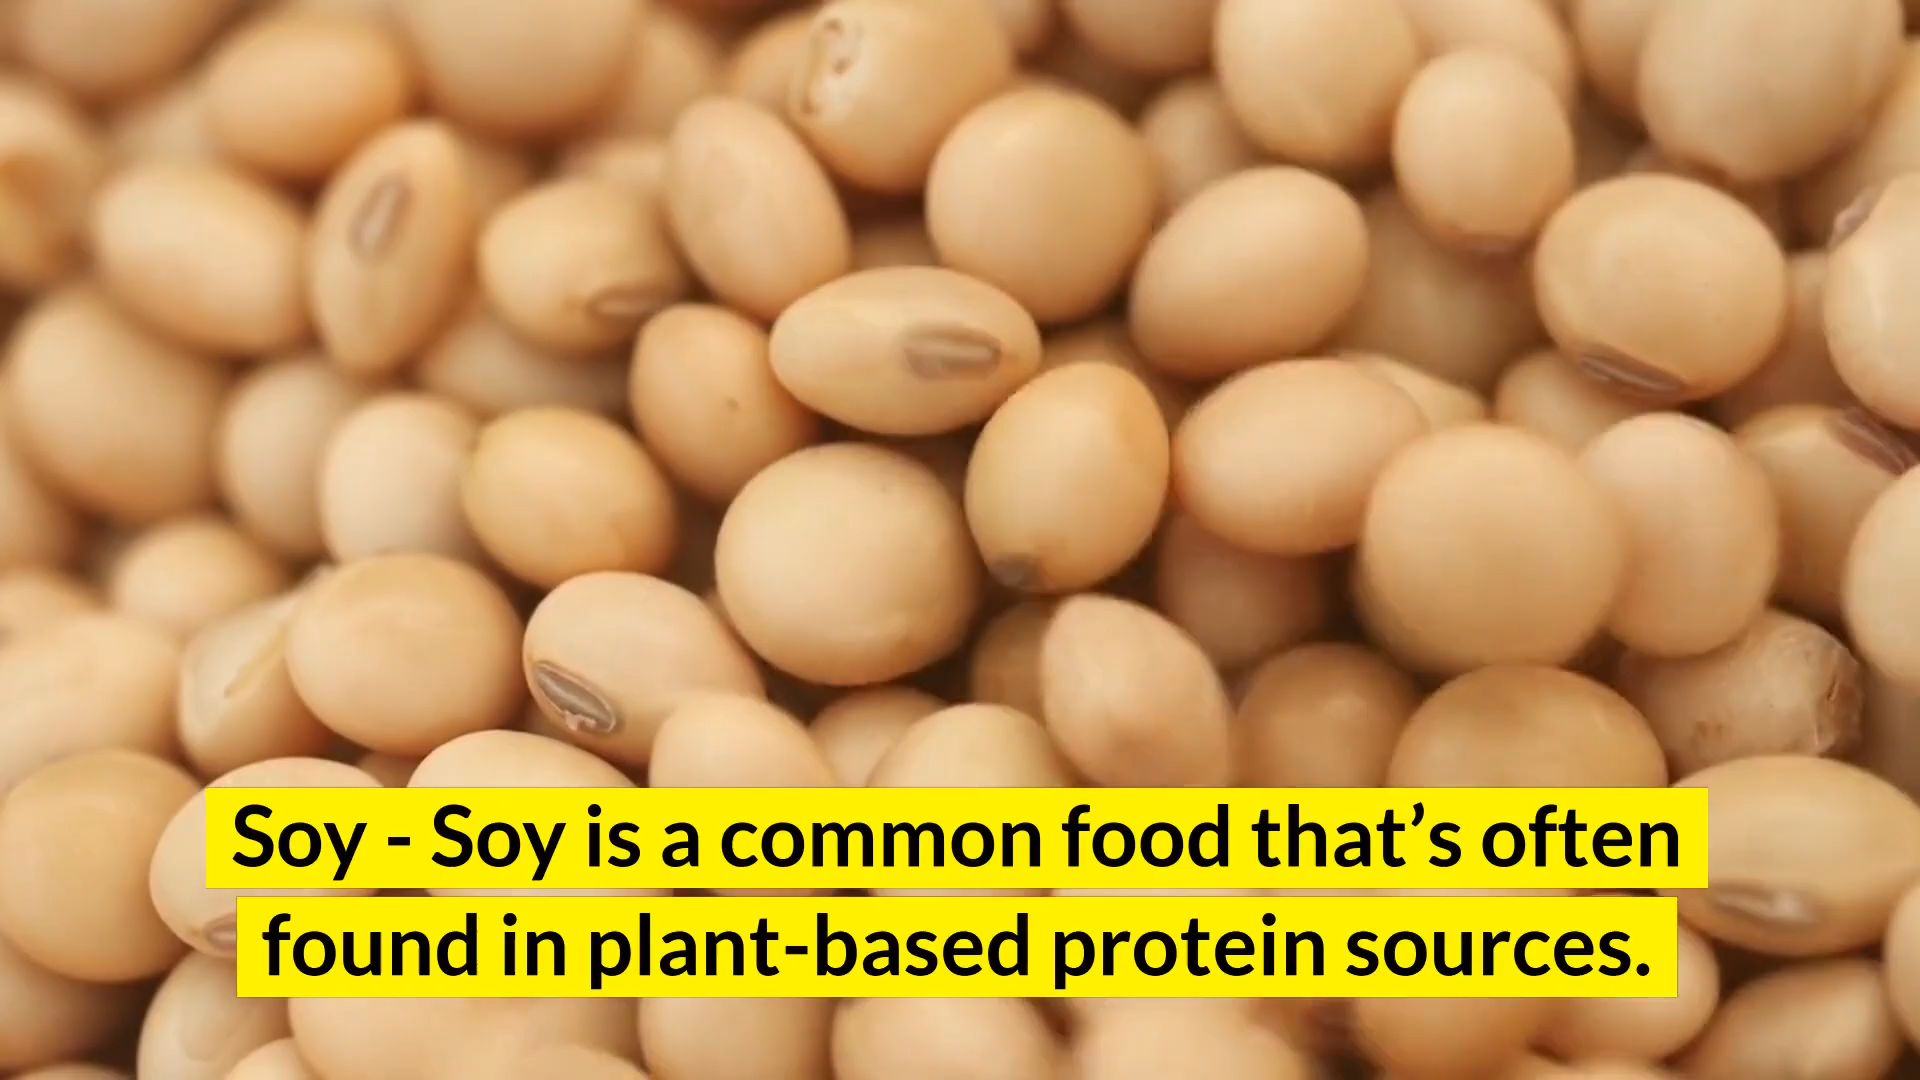 Soy - Soy is a common food that’s often
found in plant-based protein sources.